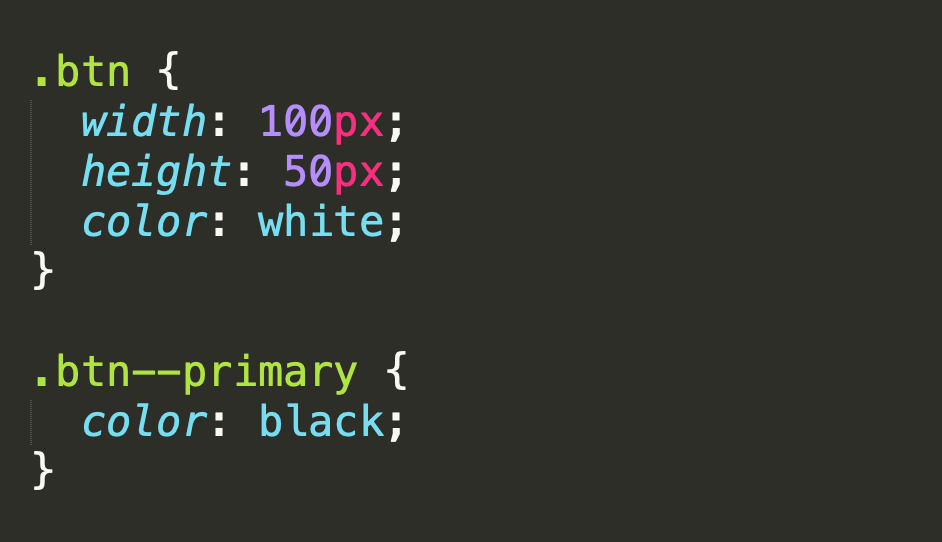 .btn {
  width: 100px;
  height: 50px;
  color: white;
}

.btn--primary {
  color: black;
}